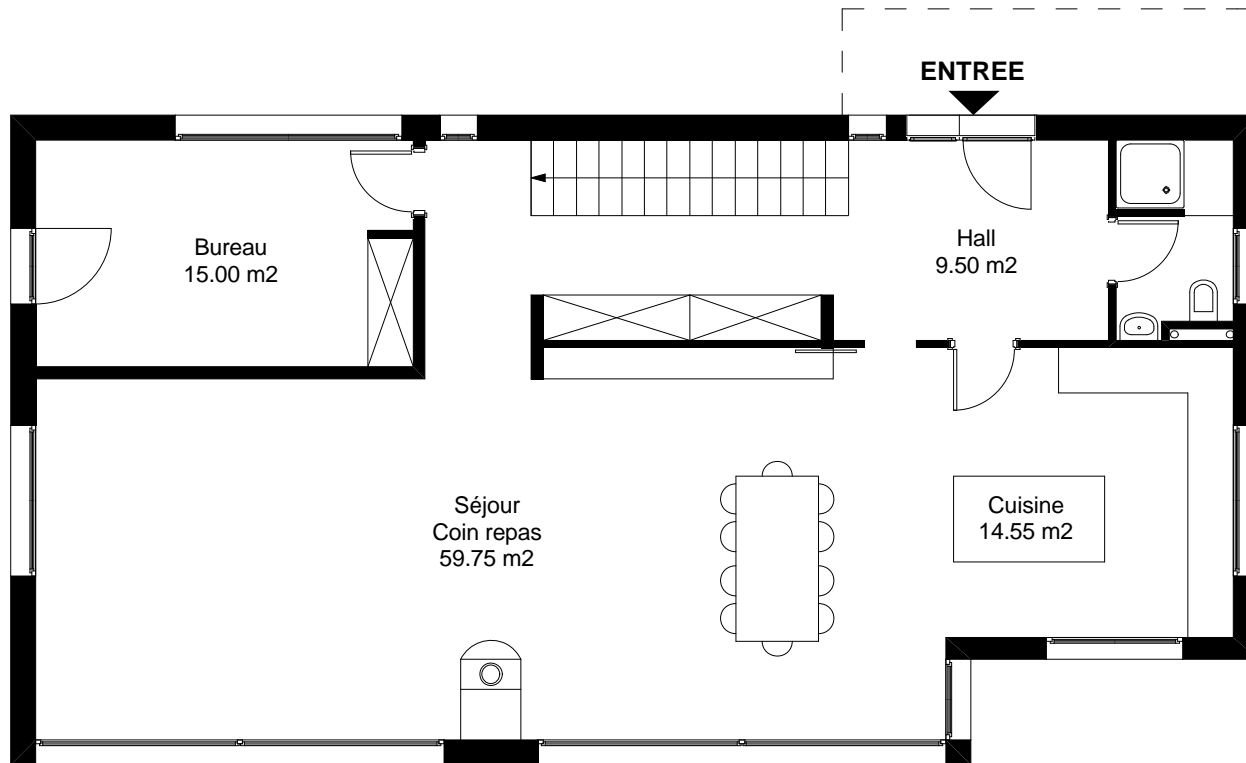 ENTREE
Bureau
15.00 m2
Hall
9.50 m2
Séjour
Coin repas
59.75 m2
Cuisine
14.55 m2